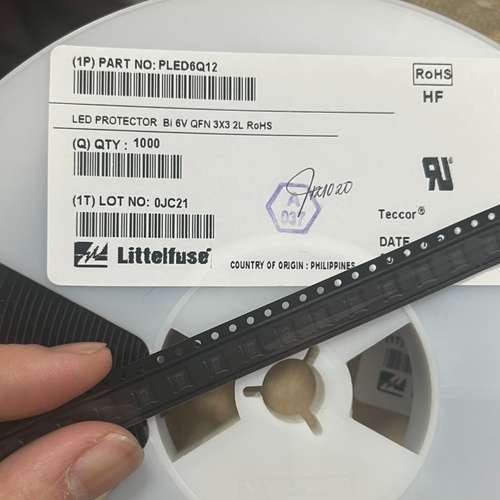 (1P) PART NO: PLED6Q12
RoHS
HF
LED PROTECTOR Bi 6V QFN 3X3 2L RoHS
(Q) QTY : 1000
(1T) LOT NO: 0JC21
A
037
Teccor®
DATE
Littelfuse
COUNTRY OF ORIGIN : PHILIPPINES